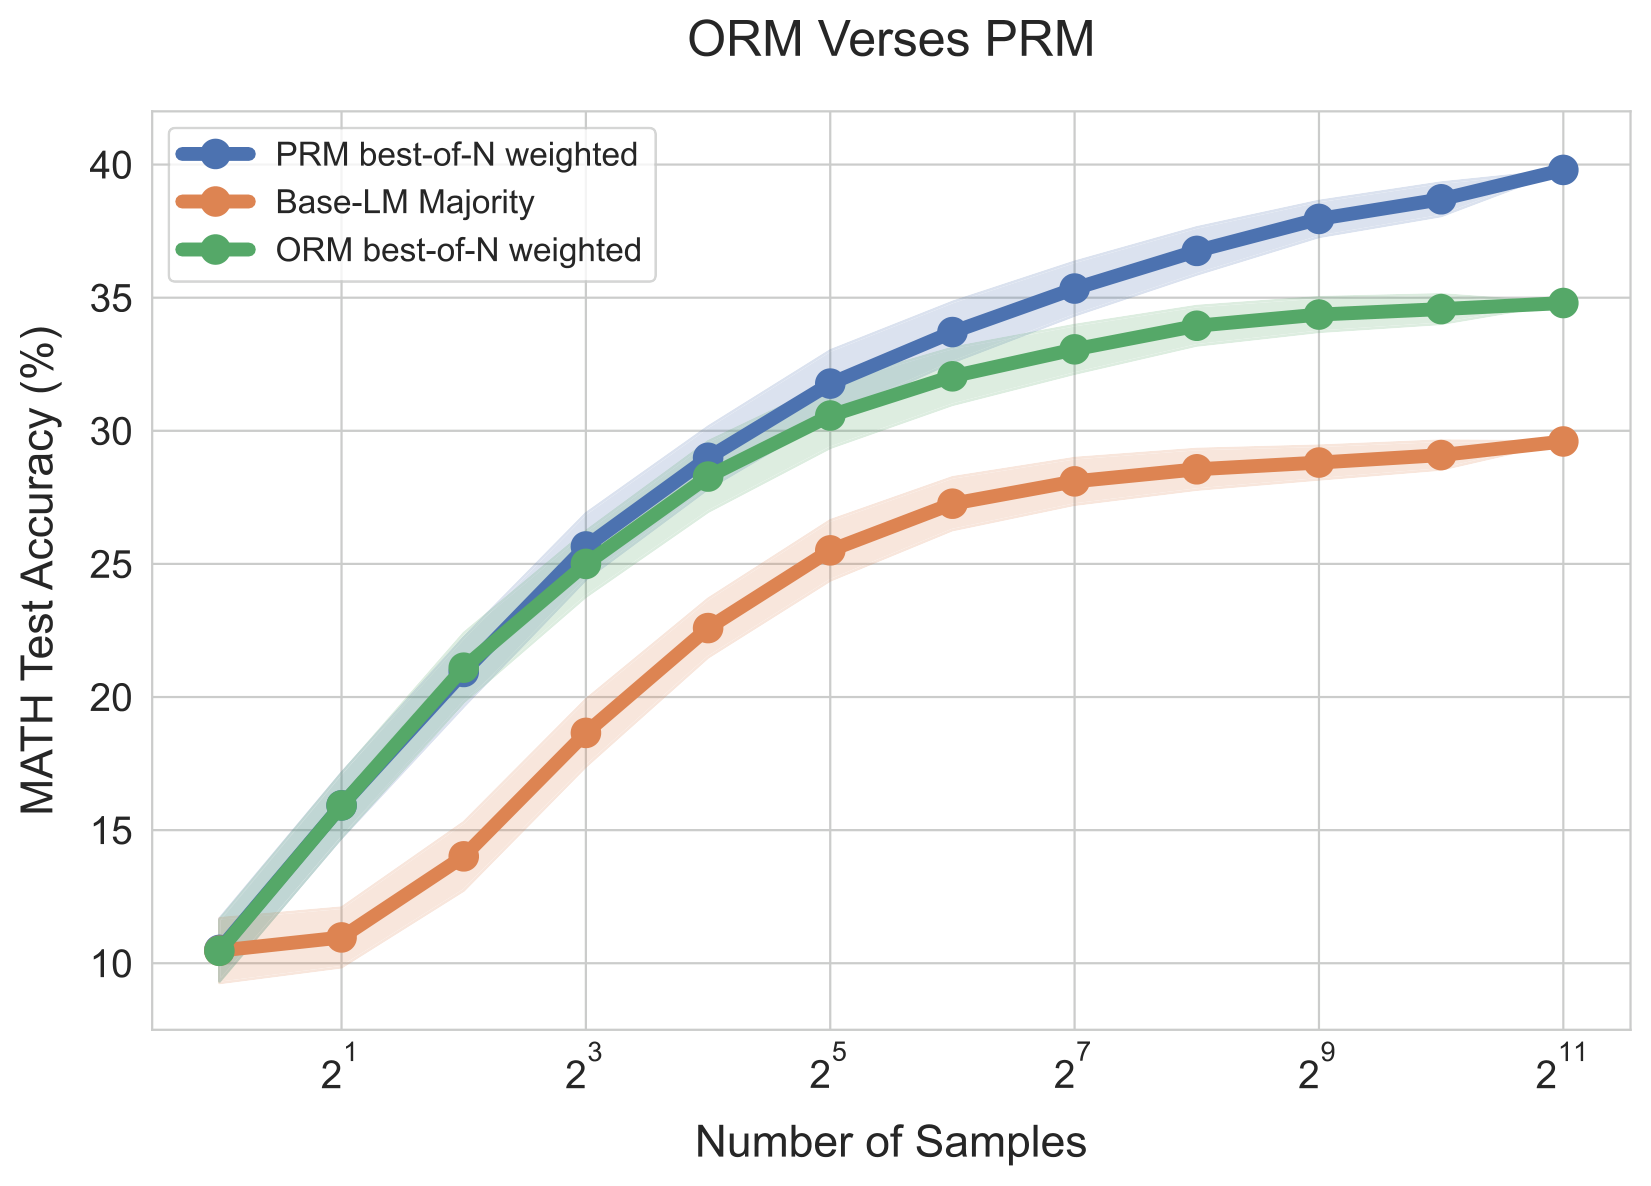 ORM Verses PRM
PRM best-of-N weighted
Base-LM Majority
ORM best-of-N weighted
MATH Test Accuracy (%)
40
35
30
25
20
15
10
2^1 2^3 2^5 2^7 2^9 2^11
Number of Samples